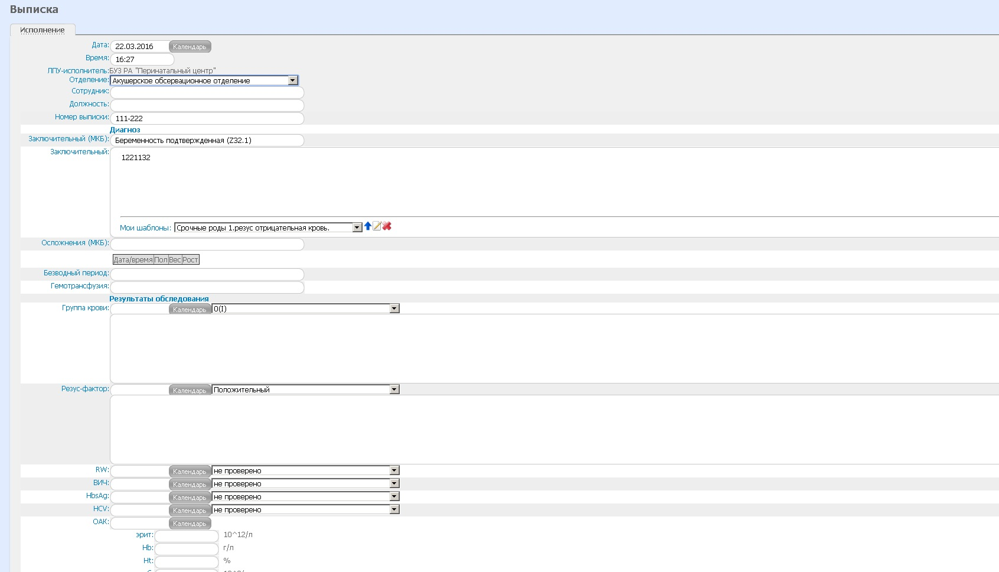 Выписка
Исполнение
Дата: 22.03.2016 Календарь
Время: 16:27
ЛПУ-исполнитель: БУЗ РА "Перинатальный центр"
Отделение: Акушерское обсервационное отделение
Сотрудник:
Должность:
Номер выписки: 111-222
Диагноз
Заключительный (МКБ): Беременность подтвержденная (Z32.1)
Заключительный: 1221132
Мои шаблоны: Срочные роды 1.резус отрицательная кровь.
Осложнения (МКБ):
Дата/время Пол Вес Рост
Безводный период:
Гемотрансфузия:
Результаты обследования
Группа крови: Календарь 0(I)
Резус-фактор: Календарь Положительный
RW: Календарь не проверено
ВИЧ: Календарь не проверено
HbsAg: Календарь не проверено
HCV: Календарь не проверено
ОАК: Календарь
эрит: 10^12/л
Hb: г/л
Ht: %